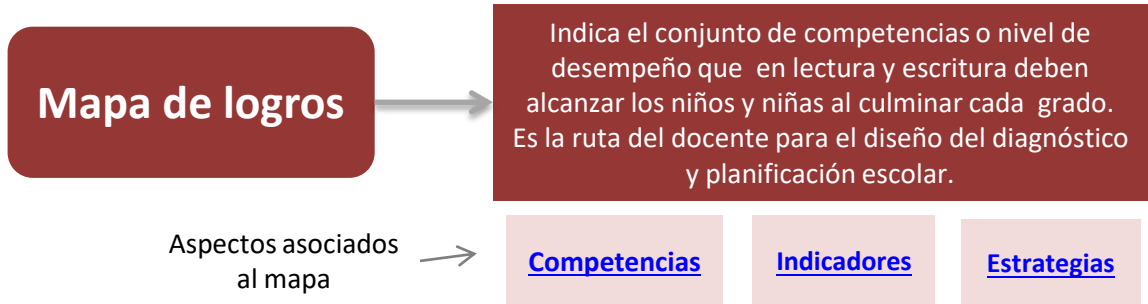 Mapa de logros
Indica el conjunto de competencias o nivel de
desempeño que en lectura y escritura deben
alcanzar los niños y niñas al culminar cada grado.
Es la ruta del docente para el diseño del diagnóstico
y planificación escolar.
Aspectos asociados
al mapa
Competencias
Indicadores
Estrategias